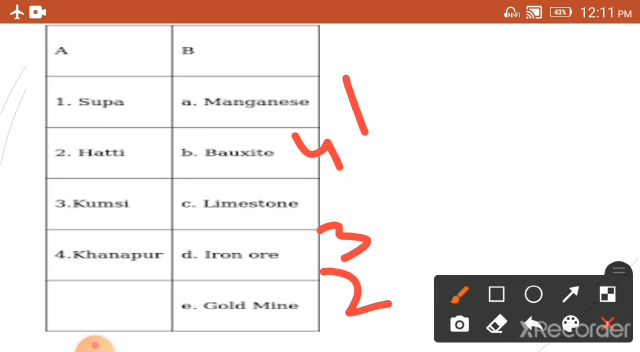 HiFi 43% 12:11 PM
A B
1. Supa a. Manganese 1
2. Hatti b. Bauxite 4
3.Kumsi c. Limestone
4.Khanapur d. Iron ore 3
e. Gold Mine 2
XRecorder